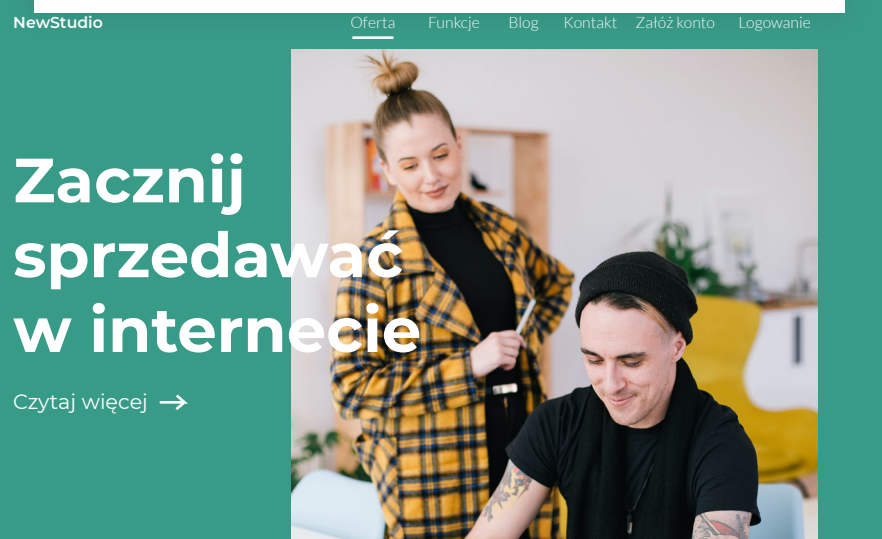 NewStudio
Oferta Funkcje Blog Kontakt Załóż konto Logowanie
Zacznij
sprzedawać
w internecie
Czytaj więcej